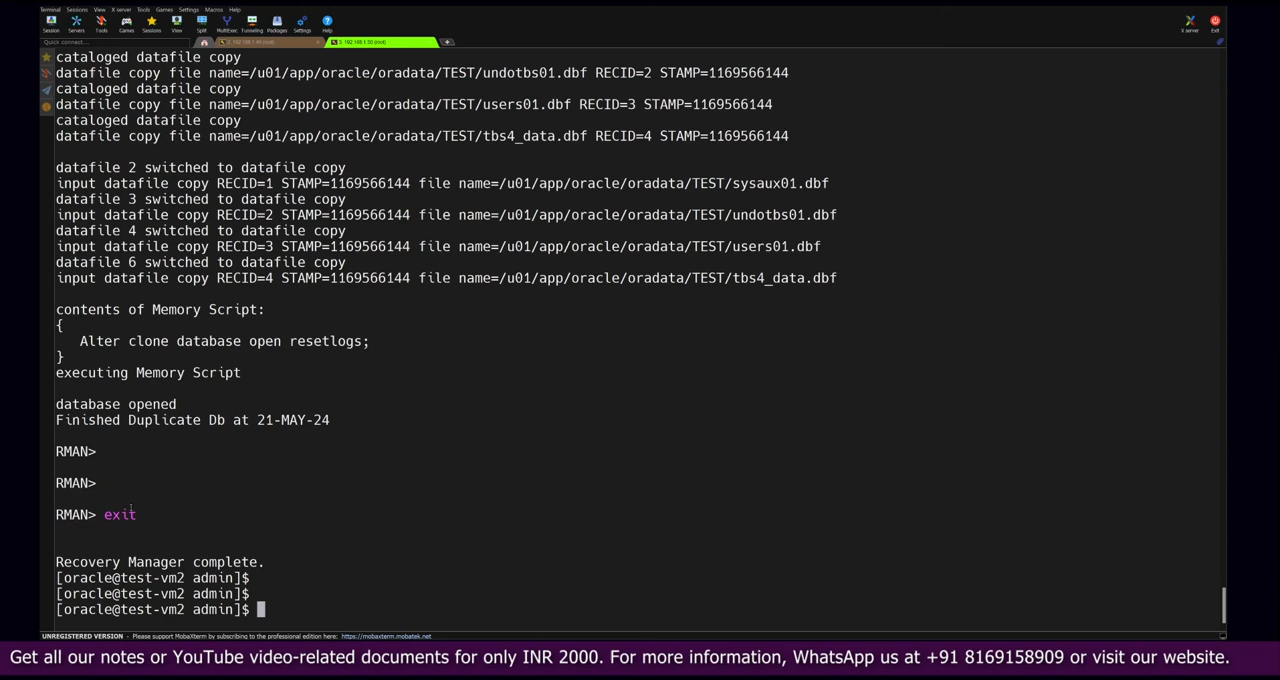 Terminal Sessions View X server Tools Games Settings Macros Help
Session Servers Tools Games Sessions View Split MultiExec Tunneling Packages Settings Help X server Exit
Quick connect...
3. 192.168.1.50 (root)
cataloged datafile copy
datafile copy file name=/u01/app/oracle/oradata/TEST/undotbs01.dbf RECID=2 STAMP=1169566144
cataloged datafile copy
datafile copy file name=/u01/app/oracle/oradata/TEST/users01.dbf RECID=3 STAMP=1169566144
cataloged datafile copy
datafile copy file name=/u01/app/oracle/oradata/TEST/tbs4_data.dbf RECID=4 STAMP=1169566144
datafile 2 switched to datafile copy
input datafile copy RECID=1 STAMP=1169566144 file name=/u01/app/oracle/oradata/TEST/sysaux01.dbf
datafile 3 switched to datafile copy
input datafile copy RECID=2 STAMP=1169566144 file name=/u01/app/oracle/oradata/TEST/undotbs01.dbf
datafile 4 switched to datafile copy
input datafile copy RECID=3 STAMP=1169566144 file name=/u01/app/oracle/oradata/TEST/users01.dbf
datafile 6 switched to datafile copy
input datafile copy RECID=4 STAMP=1169566144 file name=/u01/app/oracle/oradata/TEST/tbs4_data.dbf
contents of Memory Script:
{
Alter clone database open resetlogs;
}
executing Memory Script
database opened
Finished Duplicate Db at 21-MAY-24
RMAN>
RMAN>
RMAN> exit
Recovery Manager complete.
[oracle@test-vm2 admin]$
[oracle@test-vm2 admin]$
[oracle@test-vm2 admin]$
UNREGISTERED VERSION - Please support MobaXterm by subscribing to the professional edition here: https://mobaxterm.mobatek.net
Get all our notes or YouTube video-related documents for only INR 2000. For more information, WhatsApp us at +91 8169158909 or visit our website.